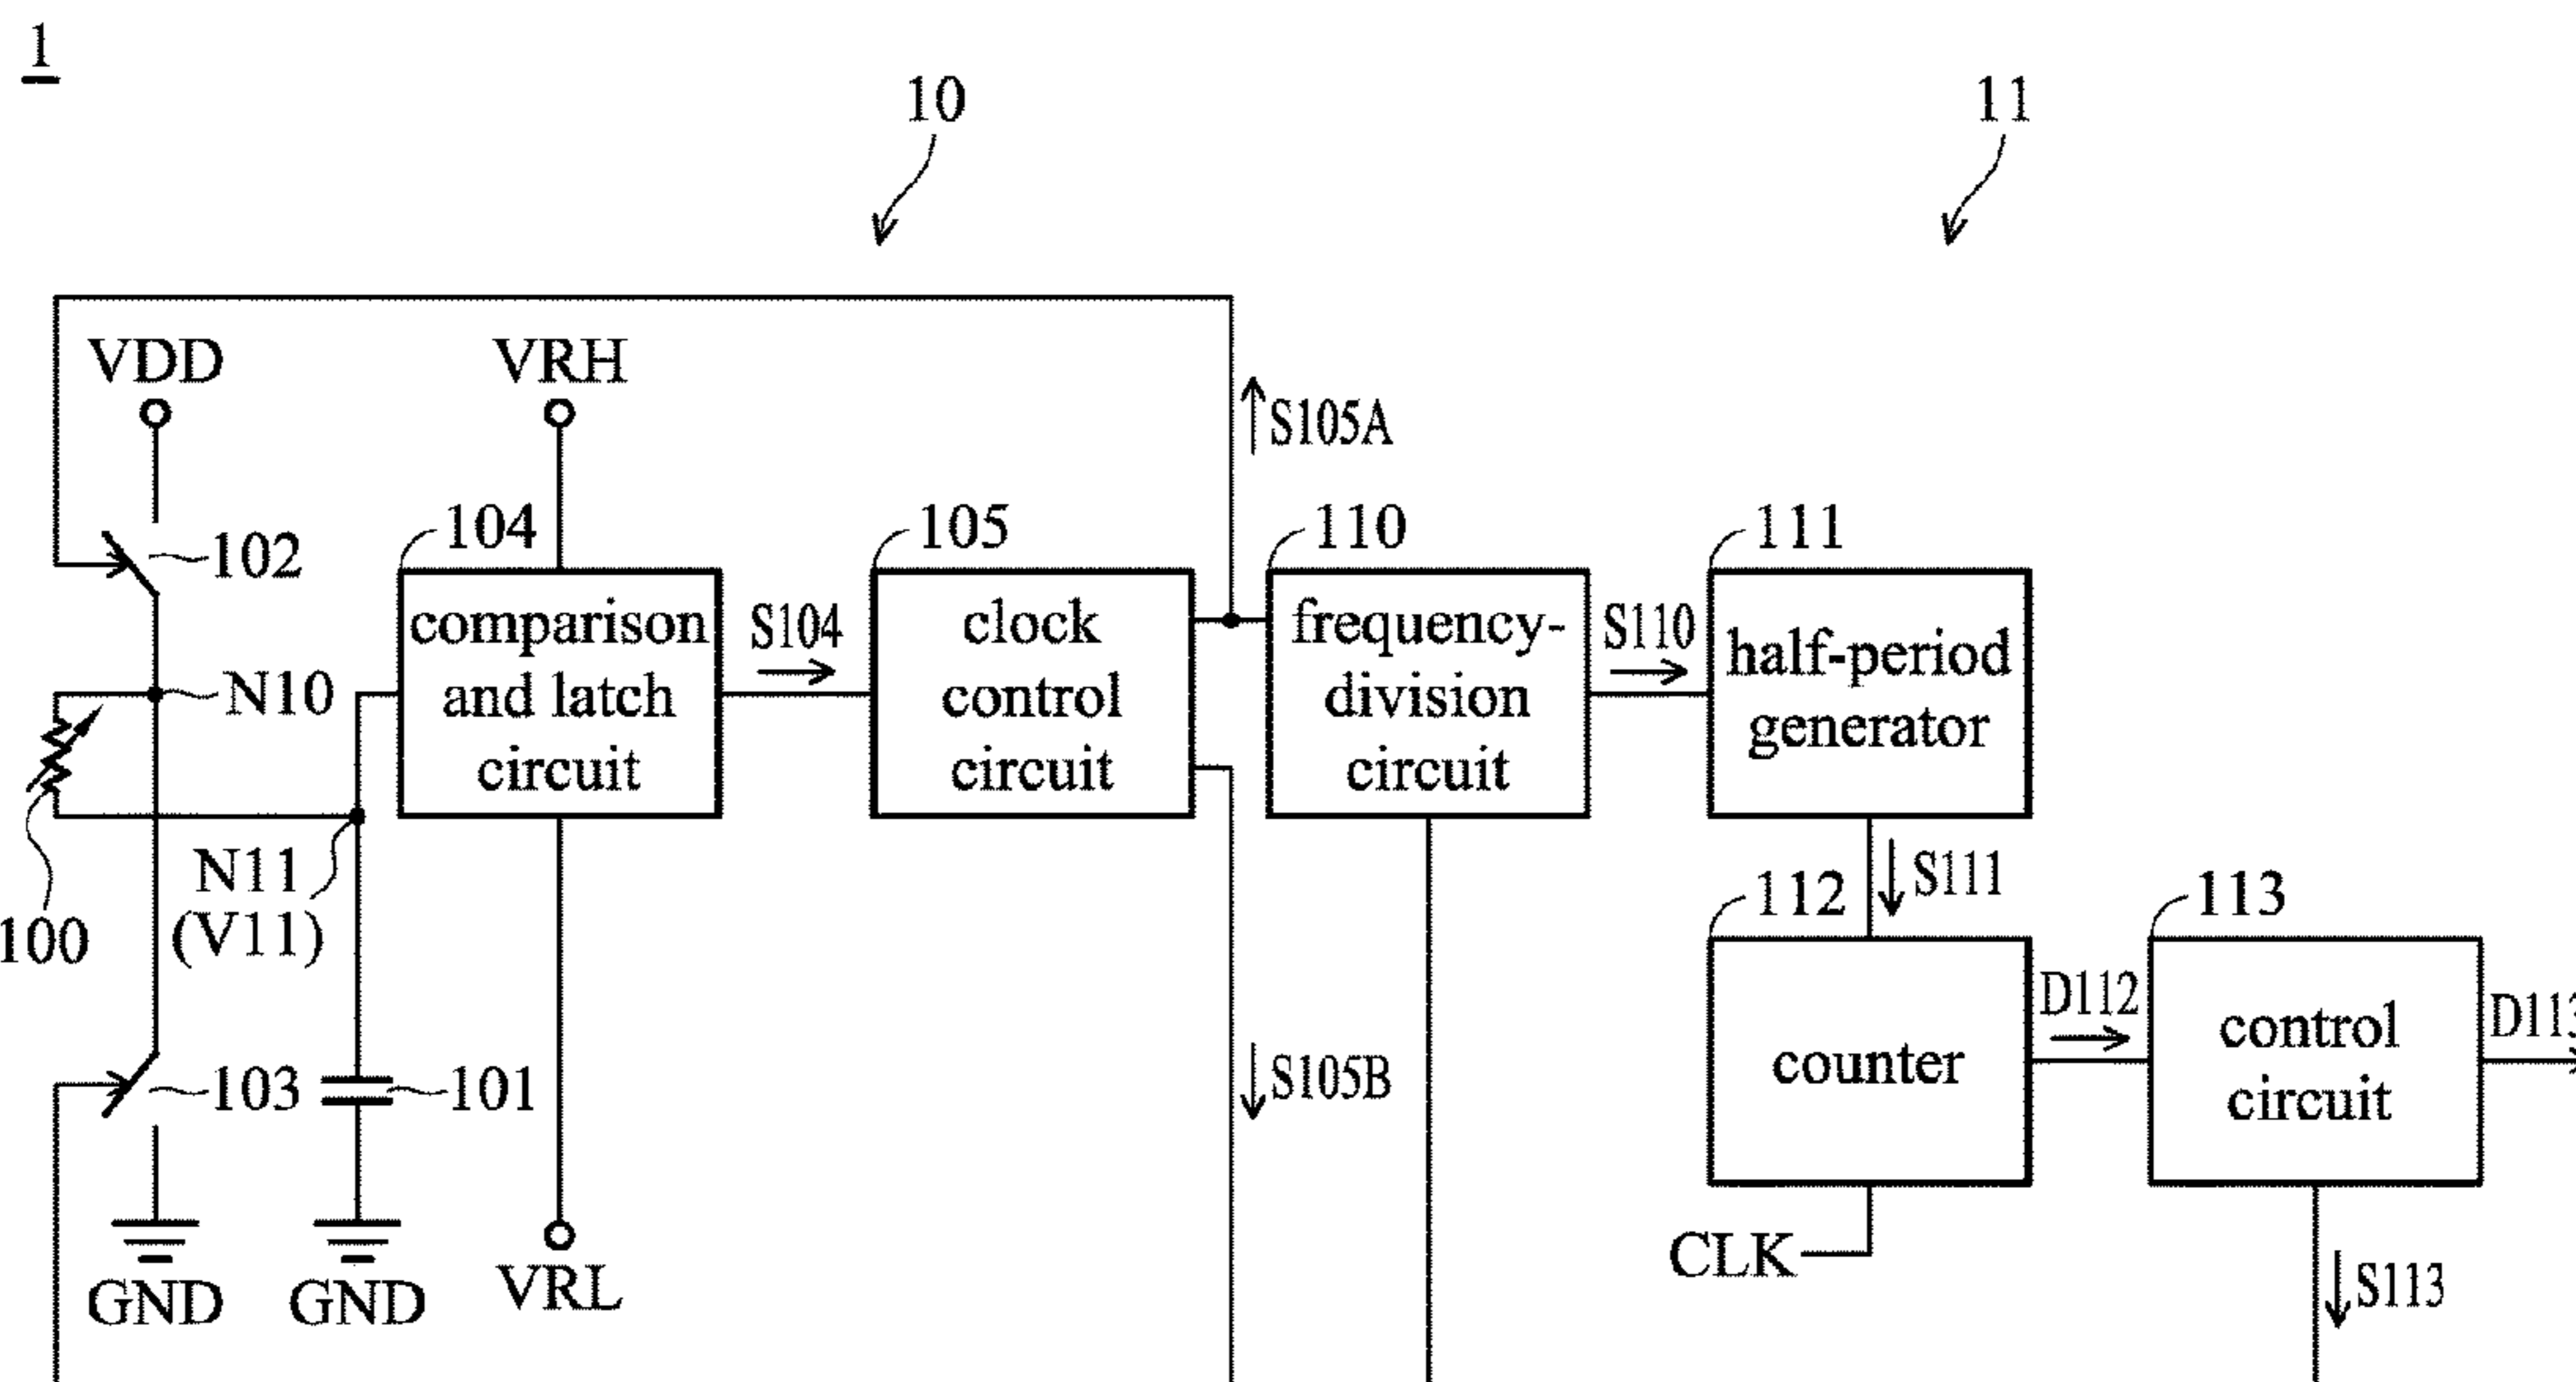 1
10
11
VDD
VRH
S105A
102
104
105
110
111
comparison
and latch
circuit
S104
clock
control
circuit
frequency-
division
circuit
S110
half-period
generator
N10
N11
(V11)
100
S111
112
113
103
101
S105B
counter
D112
control
circuit
D113
GND
GND
VRL
CLK
S113